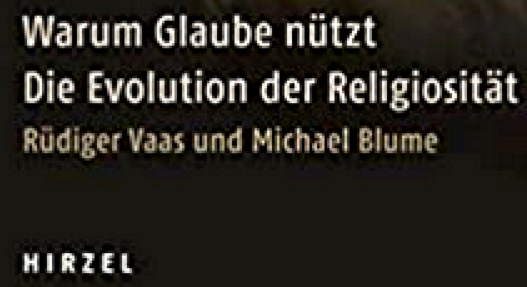 Warum Glaube nützt
Die Evolution der Religiosität
Rüdiger Vaas und Michael Blume
HIRZEL